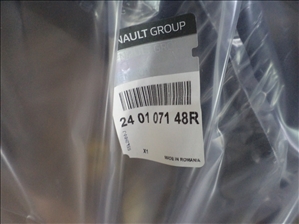 NAULT GROUP
24 01 071 48R
X1
MADE IN ROMANIA